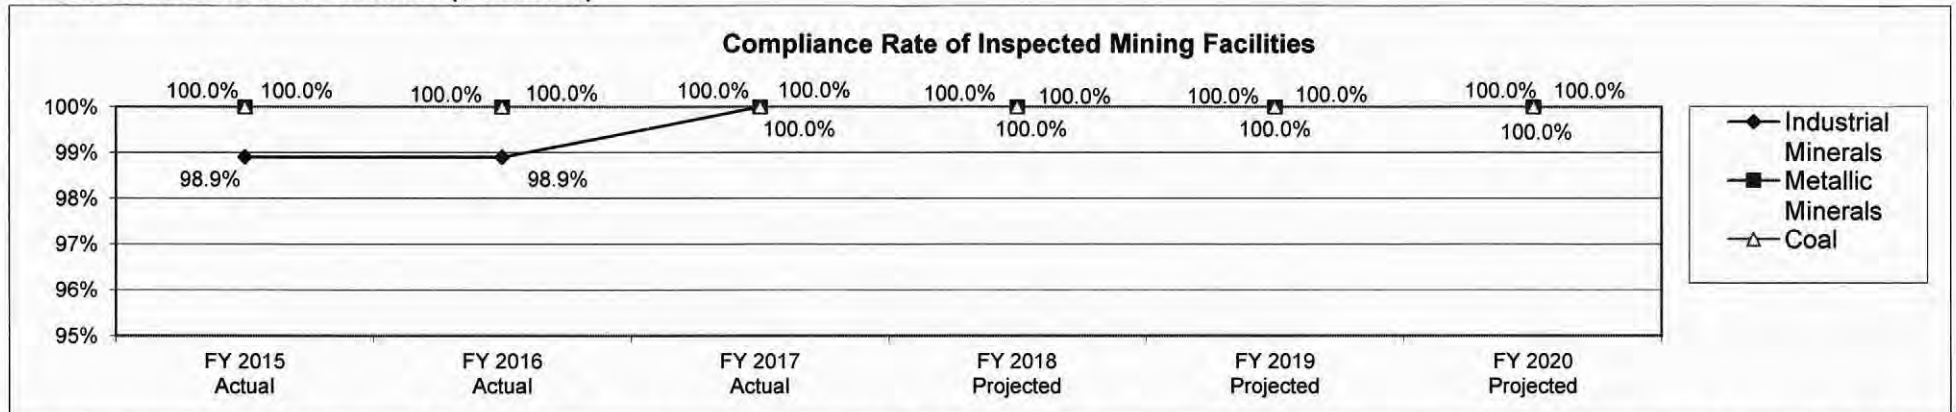 Compliance Rate of Inspected Mining Facilities
100.0% 100.0% 100.0% 100.0% 100.0% 100.0% 100.0% 100.0% 100.0% 100.0% 100.0% 100.0%
100%
100.0% 100.0% 100.0% 100.0%
99%
98.9% 98.9%
98%
97%
96%
95%
FY 2015 FY 2016 FY 2017 FY 2018 FY 2019 FY 2020
Actual Actual Actual Projected Projected Projected
Industrial
Minerals
Metallic
Minerals
Coal